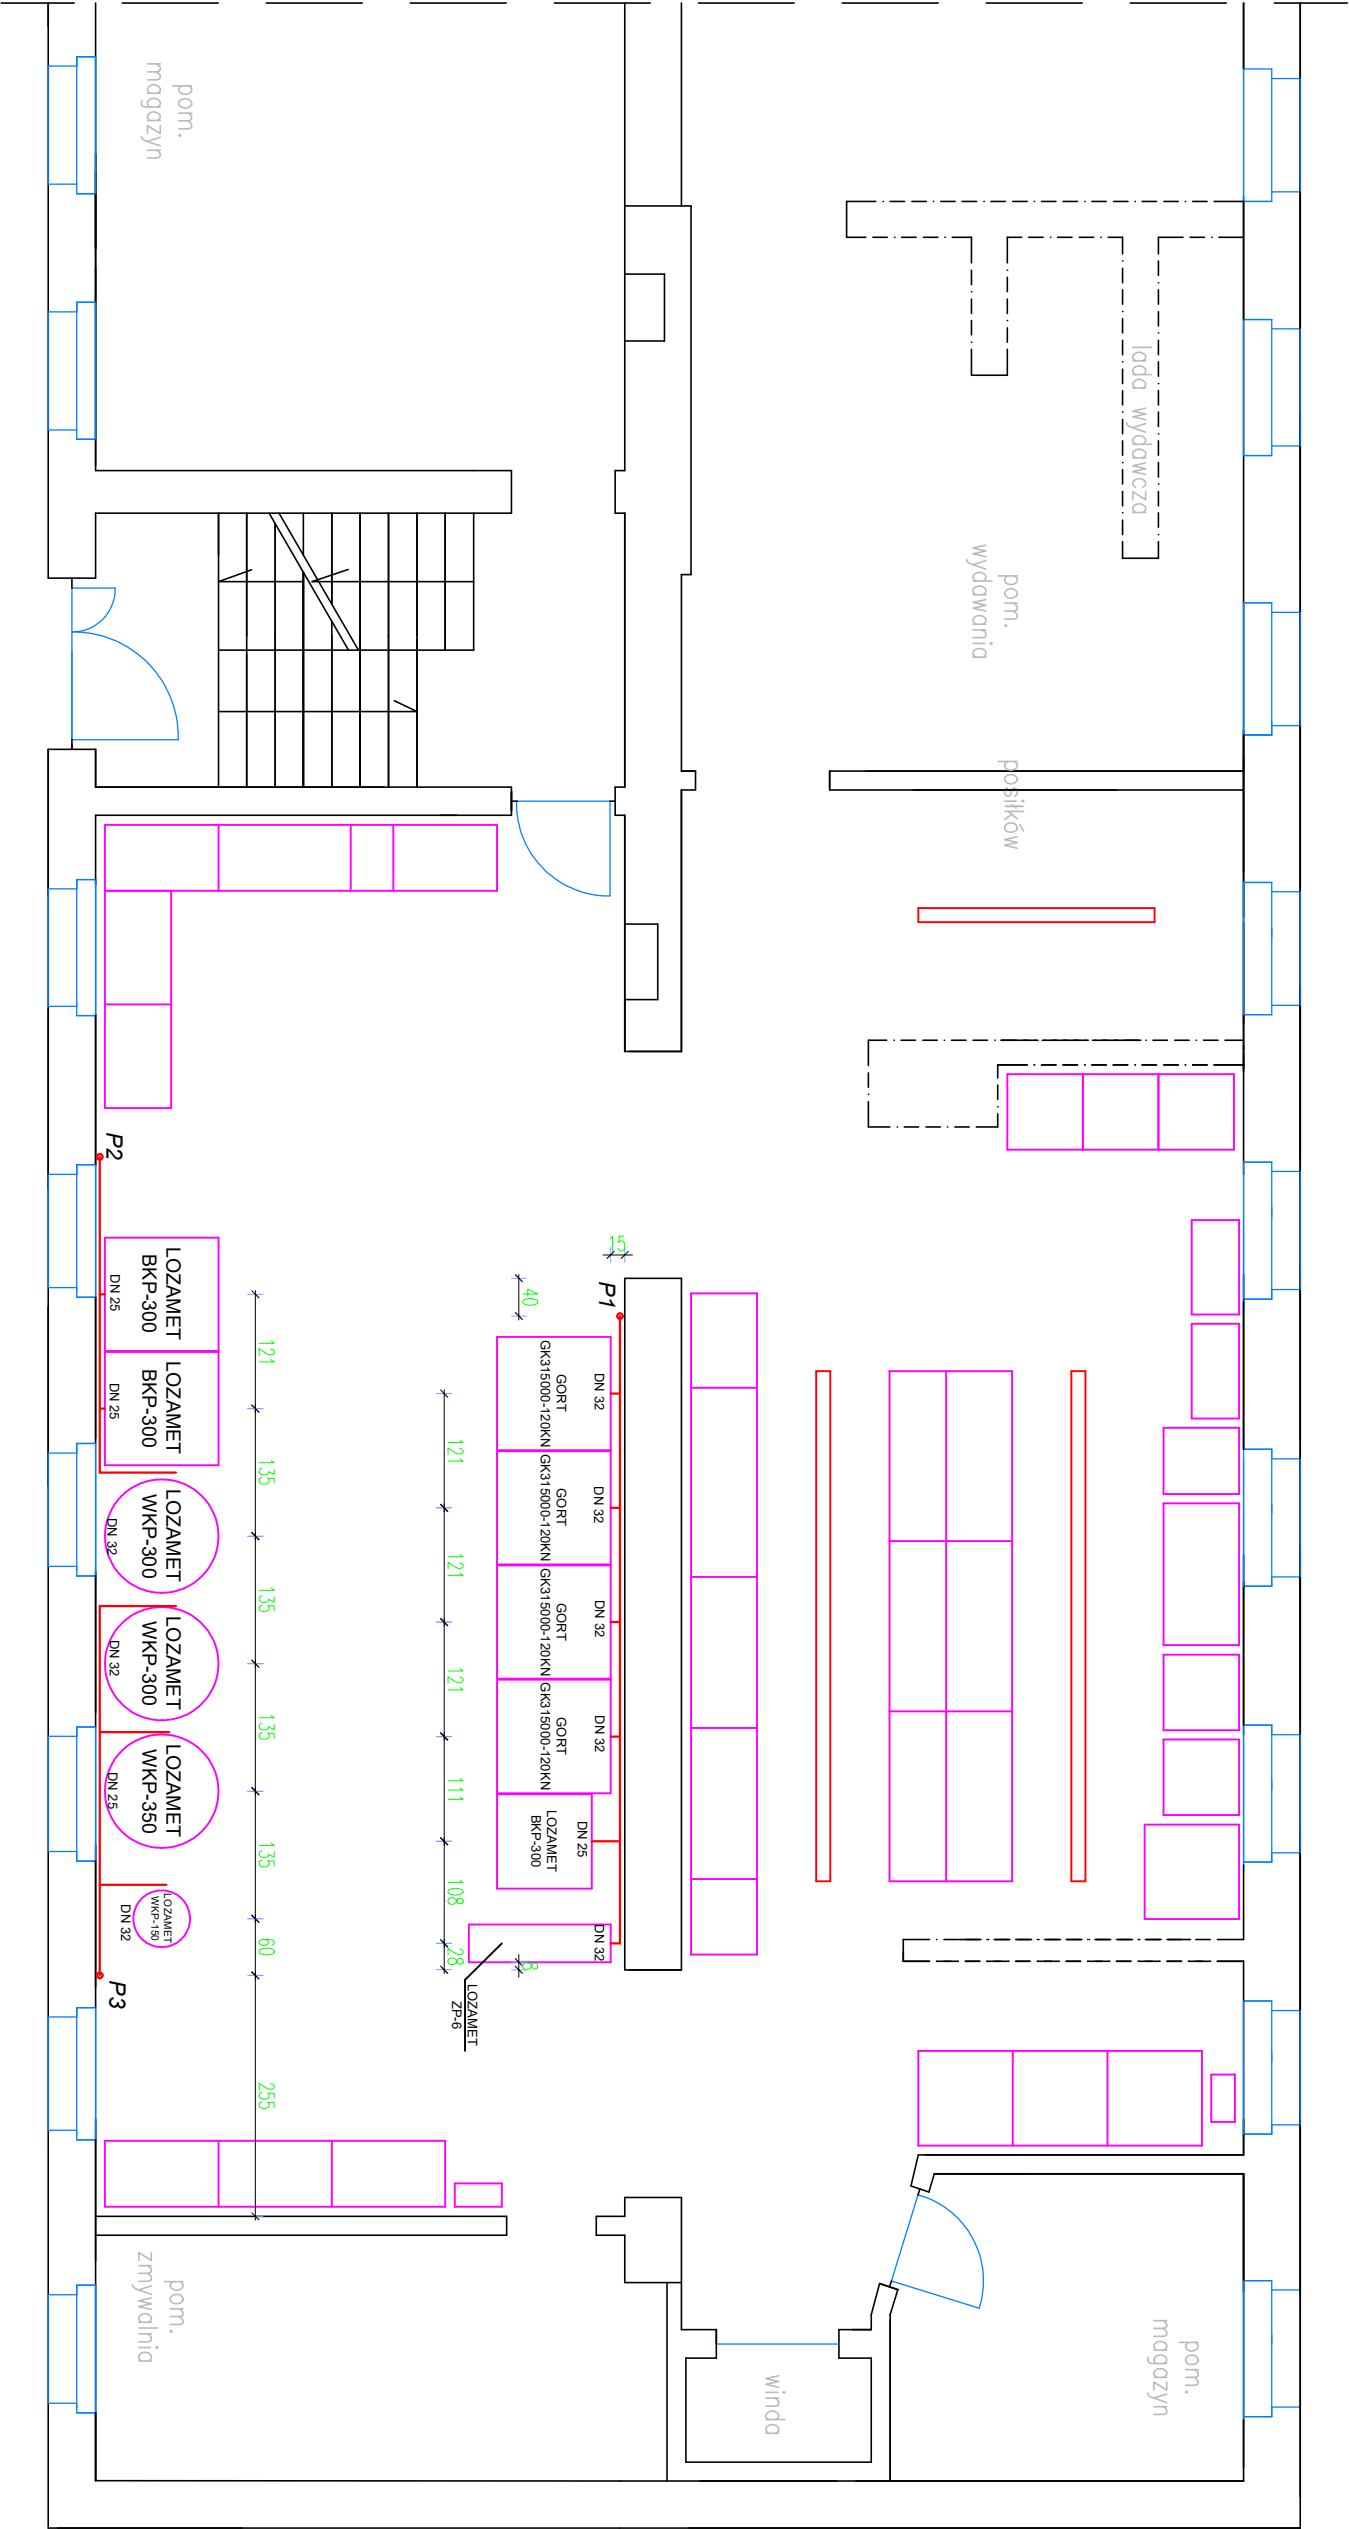 pom.
magazyn
lada wydawcza
pom.
wydawania
posiłków
P2
LOZAMET
BKP-300
DN 25
LOZAMET
BKP-300
DN 25
LOZAMET
WKP-300
DN 32
LOZAMET
WKP-300
DN 32
LOZAMET
WKP-350
DN 25
LOZAMET
WKP-150
DN 32
P3
121
135
135
135
135
60
255
15
40
P1
DN 32
GORT
GK315000-120KN
DN 32
GORT
GK315000-120KN
DN 32
GORT
GK315000-120KN
DN 32
GORT
GK315000-120KN
DN 25
LOZAMET
BKP-300
DN 32
LOZAMET
ZP-6
121
121
121
111
108
28
8
pom.
zmywalnia
winda
pom.
magazyn